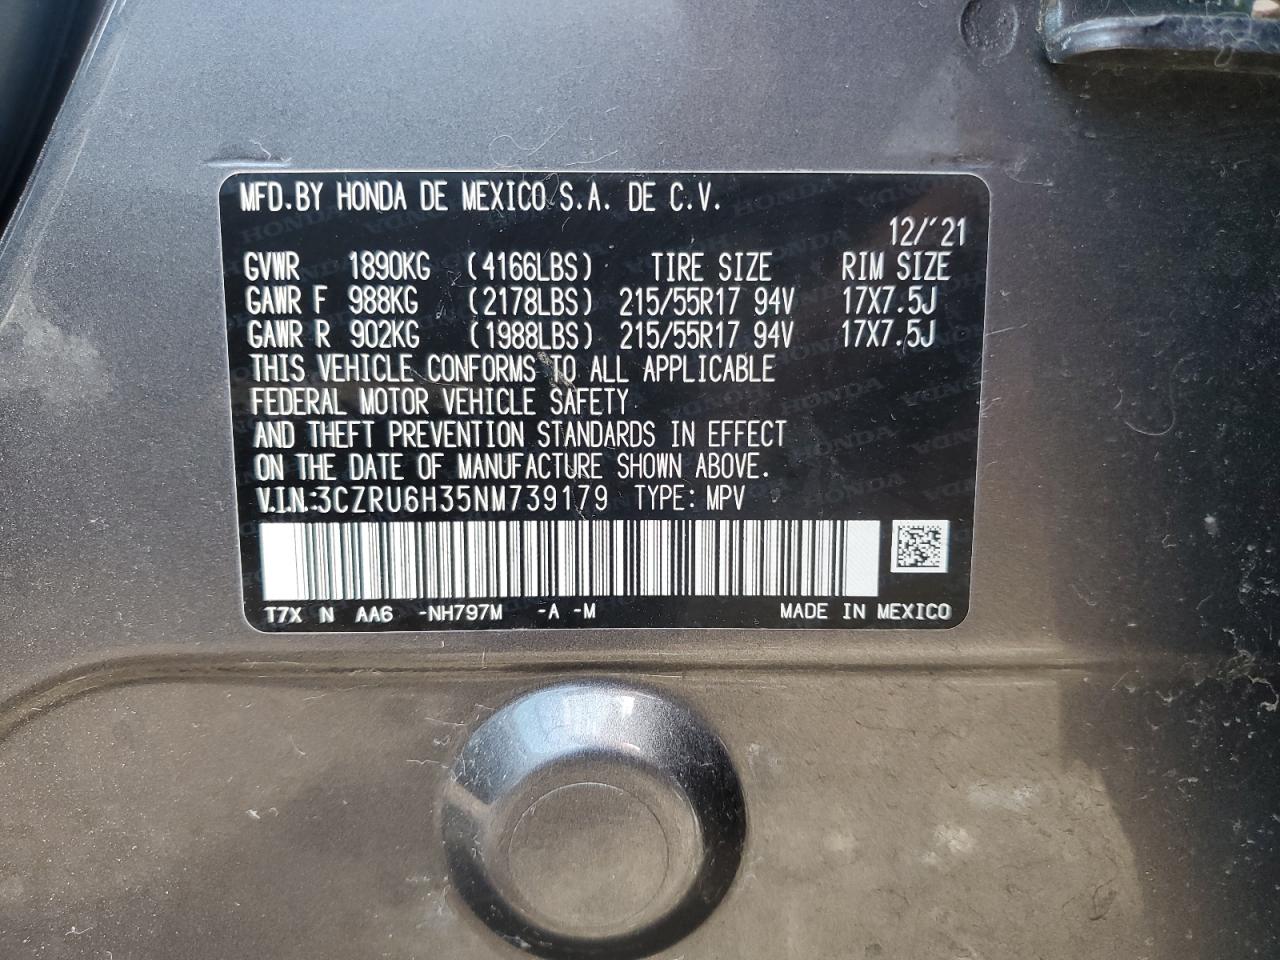 MFD.BY HONDA DE MEXICO S.A. DE C.V.
12/'21
GVWR 1890KG (4166LBS) TIRE SIZE RIM SIZE
GAWR F 988KG (2178LBS) 215/55R17 94V 17X7.5J
GAWR R 902KG (1988LBS) 215/55R17 94V 17X7.5J
THIS VEHICLE CONFORMS TO ALL APPLICABLE
FEDERAL MOTOR VEHICLE SAFETY
AND THEFT PREVENTION STANDARDS IN EFFECT
ON THE DATE OF MANUFACTURE SHOWN ABOVE.
V.I.N.:3CZRU6H35NM739179 TYPE: MPV
T7X N AA6 -NH797M -A -M MADE IN MEXICO